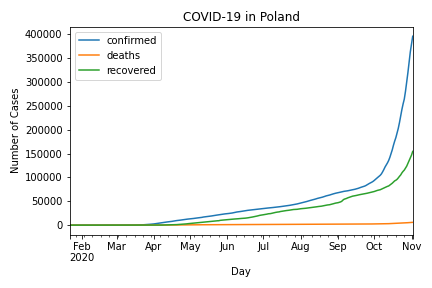 COVID-19 in Poland
confirmed
deaths
recovered
Number of Cases
400000
350000
300000
250000
200000
150000
100000
50000
0
Feb Mar Apr May Jun Jul Aug Sep Oct Nov
2020
Day